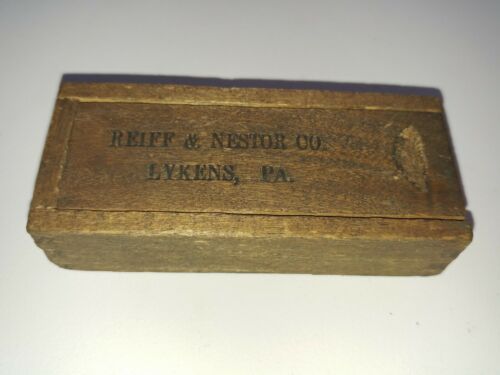 REIFF & NESTOR CO.
LYKENS, PA.